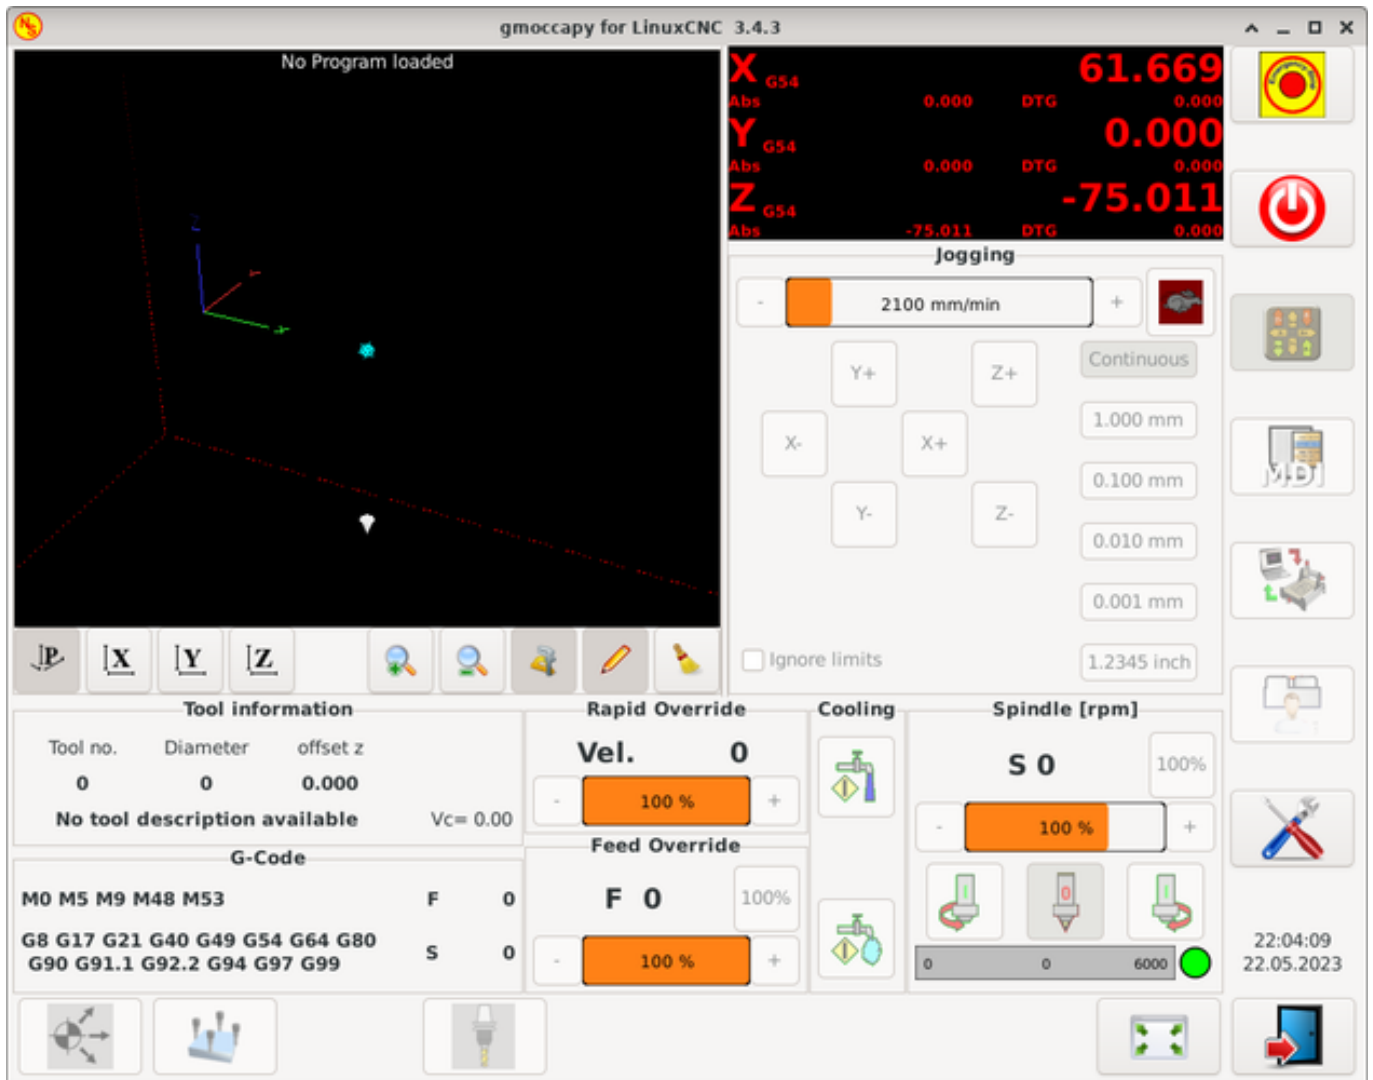 gmoccapy for LinuxCNC 3.4.3
No Program loaded
X G54 61.669
Abs 0.000 DTG 0.000
Y G54 0.000
Abs 0.000 DTG 0.000
Z G54 -75.011
Abs -75.011 DTG 0.000
Emergency Stop
Z
Y
X
Jogging
- 2100 mm/min +
Y+ Z+ Continuous
1.000 mm
X- X+
0.100 mm
Y- Z-
0.010 mm
0.001 mm
Ignore limits 1.2345 inch
MDI
P X Y Z
Tool information
Tool no. Diameter offset z
0 0 0.000
No tool description available Vc= 0.00
G-Code
M0 M5 M9 M48 M53 F 0
G8 G17 G21 G40 G49 G54 G64 G80
G90 G91.1 G92.2 G94 G97 G99
S 0
Rapid Override
Vel. 0
- 100 % +
Feed Override
F 0 100%
- 100 % +
Cooling
Spindle [rpm]
S 0 100%
- 100 % +
I 0 I
0 0 6000
22:04:09
22.05.2023